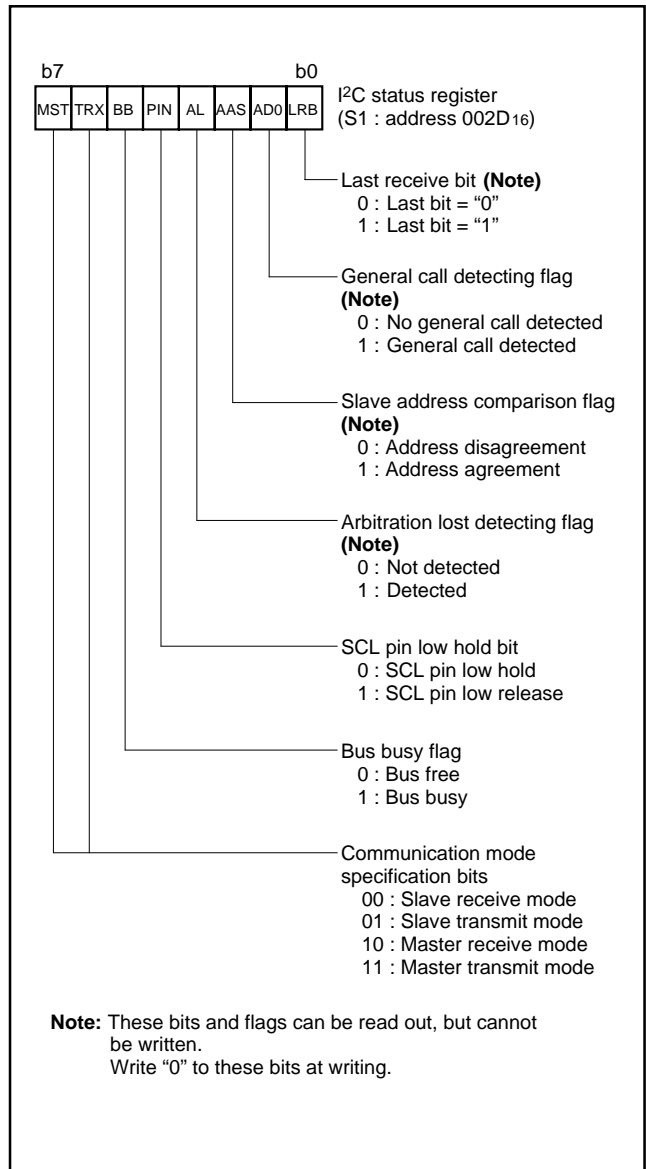 b7 b0
MST TRX BB PIN AL AAS AD0 LRB
I2C status register
(S1 : address 002D16)
Last receive bit (Note)
0 : Last bit = “0”
1 : Last bit = “1”
General call detecting flag
(Note)
0 : No general call detected
1 : General call detected
Slave address comparison flag
(Note)
0 : Address disagreement
1 : Address agreement
Arbitration lost detecting flag
(Note)
0 : Not detected
1 : Detected
SCL pin low hold bit
0 : SCL pin low hold
1 : SCL pin low release
Bus busy flag
0 : Bus free
1 : Bus busy
Communication mode
specification bits
00 : Slave receive mode
01 : Slave transmit mode
10 : Master receive mode
11 : Master transmit mode
Note: These bits and flags can be read out, but cannot
be written.
Write “0” to these bits at writing.